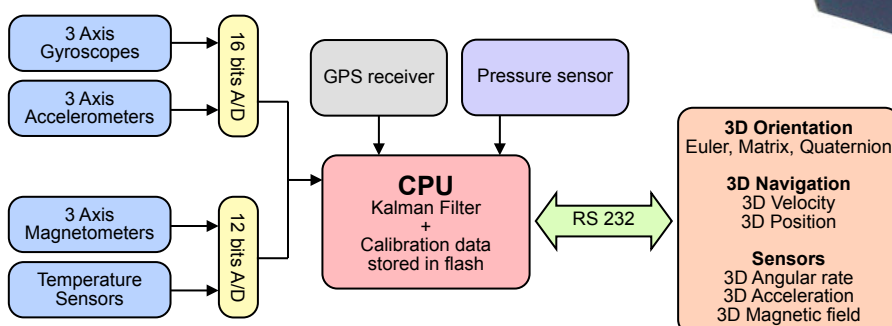 3 Axis
Gyroscopes
3 Axis
Accelerometers
16 bits A/D
3 Axis
Magnetometers
Temperature
Sensors
12 bits A/D
GPS receiver
Pressure sensor
CPU
Kalman Filter
+
Calibration data
stored in flash
RS 232
3D Orientation
Euler, Matrix, Quaternion
3D Navigation
3D Velocity
3D Position
Sensors
3D Angular rate
3D Acceleration
3D Magnetic field